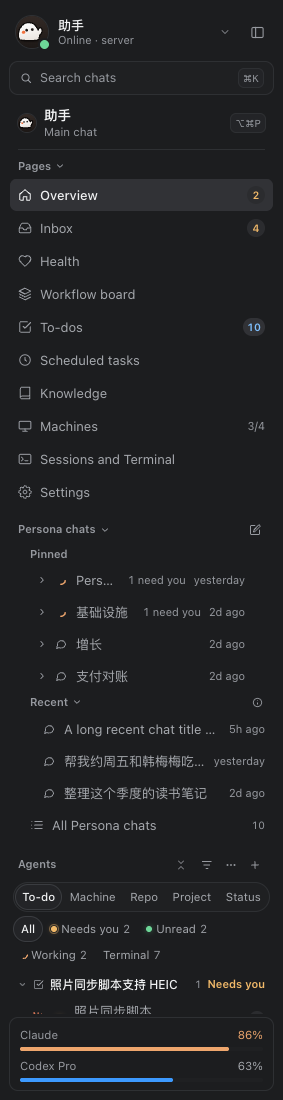 助手
Online · server
Search chats ⌘K
助手
Main chat ⌥⌘P
Pages
Overview 2
Inbox 4
Health
Workflow board
To-dos 10
Scheduled tasks
Knowledge
Machines 3/4
Sessions and Terminal
Settings
Persona chats
Pinned
Pers... 1 need you yesterday
基础设施 1 need you 2d ago
增长 2d ago
支付对账 2d ago
Recent
A long recent chat title ... 5h ago
帮我约周五和韩梅梅吃... yesterday
整理这个季度的读书笔记 2d ago
All Persona chats 10
Agents
To-do Machine Repo Project Status
All Needs you 2 Unread 2
Working 2 Terminal 7
照片同步脚本支持 HEIC 1 Needs you
照片同步脚本
Claude 86%
Codex Pro 63%